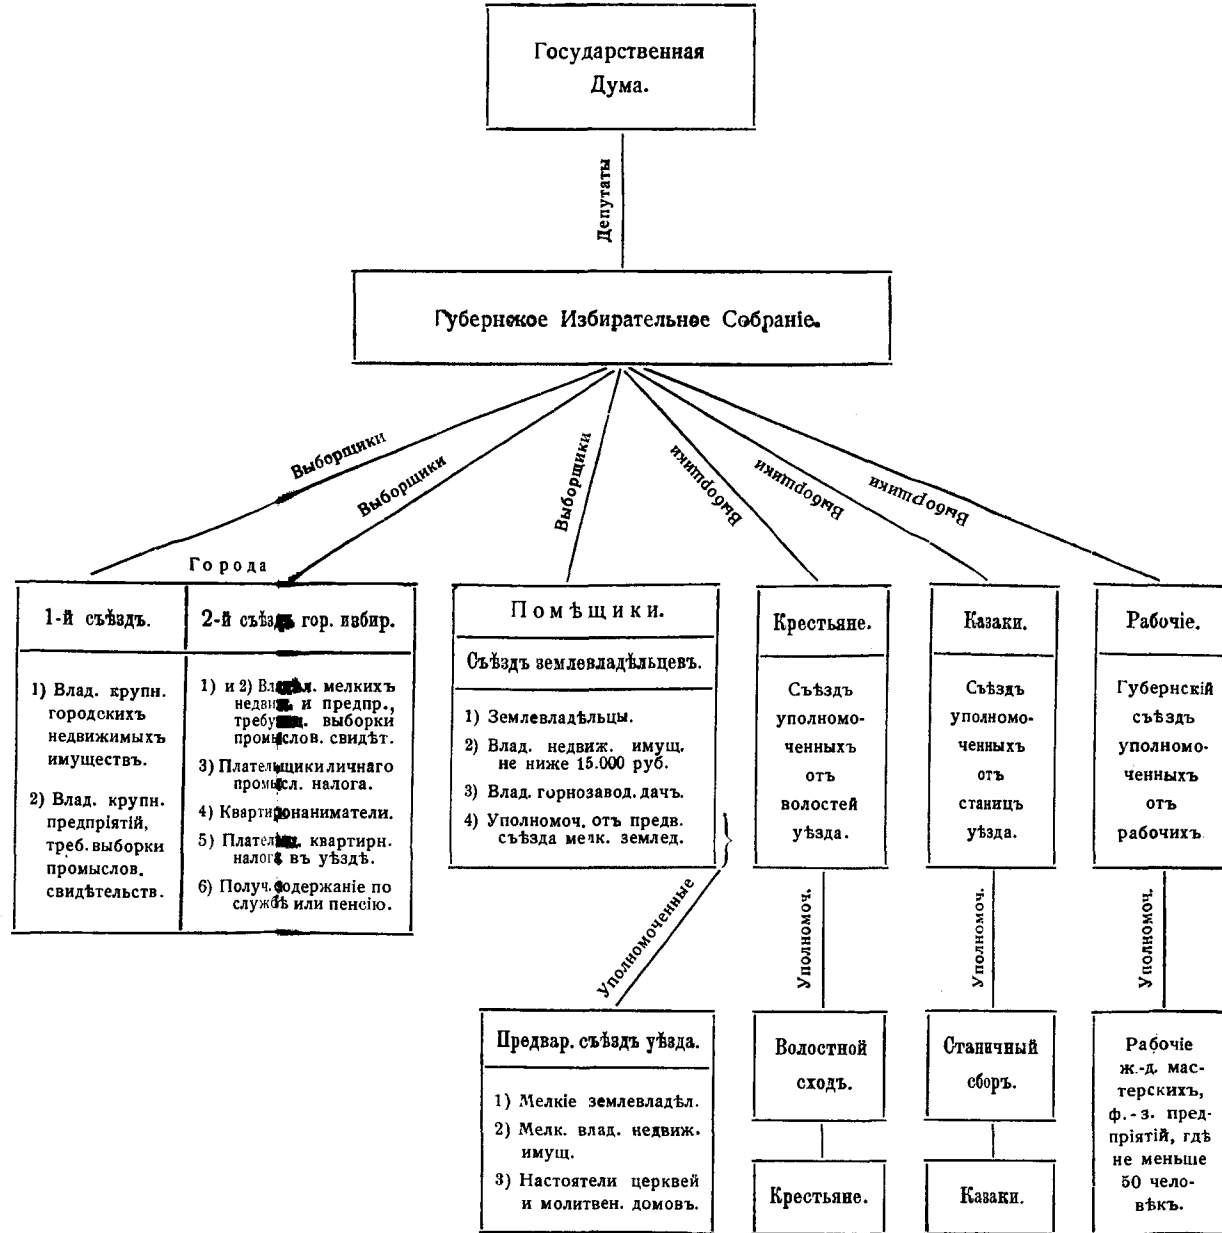 Государственная
Дума.
Депутаты
Губернское Избирательное Собраніе.
Выборщики
Выборщики
Выборщики
Выборщики
Выборщики
Выборщики
Города
1-й съѣздъ.
2-й съѣздъ гор. избир.
1) Влад. крупн.
городскихъ
недвижимыхъ
имуществъ.
2) Влад. крупн.
предпріятій,
треб. выборки
промыслов.
свидѣтельств.
1) и 2) Владѣл. мелкихъ
недвиж. и предпр.,
требующ. выборки
промыслов. свидѣт.
3) Плательщики личнаго
промысл. налога.
4) Квартиронаниматели.
5) Плательщ. квартирн.
налога въ уѣздѣ.
6) Получ. содержаніе по
службѣ или пенсію.
Помѣщики.
Съѣздъ землевладѣльцевъ.
1) Землевладѣльцы.
2) Влад. недвиж. имущ.
не ниже 15.000 руб.
3) Влад. горнозавод. дачъ.
4) Уполномоч. отъ предв.
съѣзда мелк. землед.
Уполномоченные
Предвар. съѣздъ уѣзда.
1) Мелкіе землевладѣл.
2) Мелк. влад. недвиж.
имущ.
3) Настоятели церквей
и молитвен. домовъ.
Крестьяне.
Съѣздъ
уполномо-
ченныхъ
отъ
волостей
уѣзда.
Уполномоч.
Волостной
сходъ.
Крестьяне.
Казаки.
Съѣздъ
уполномо-
ченныхъ
отъ
станицъ
уѣзда.
Уполномоч.
Станичный
сборъ.
Казаки.
Рабочіе.
Губернскій
съѣздъ
уполномо-
ченныхъ
отъ
рабочихъ
Уполномоч.
Рабочіе
ж.-д. мас-
терскихъ,
ф.-з. пред-
пріятій, гдѣ
не меньше
50 чело-
вѣкъ.